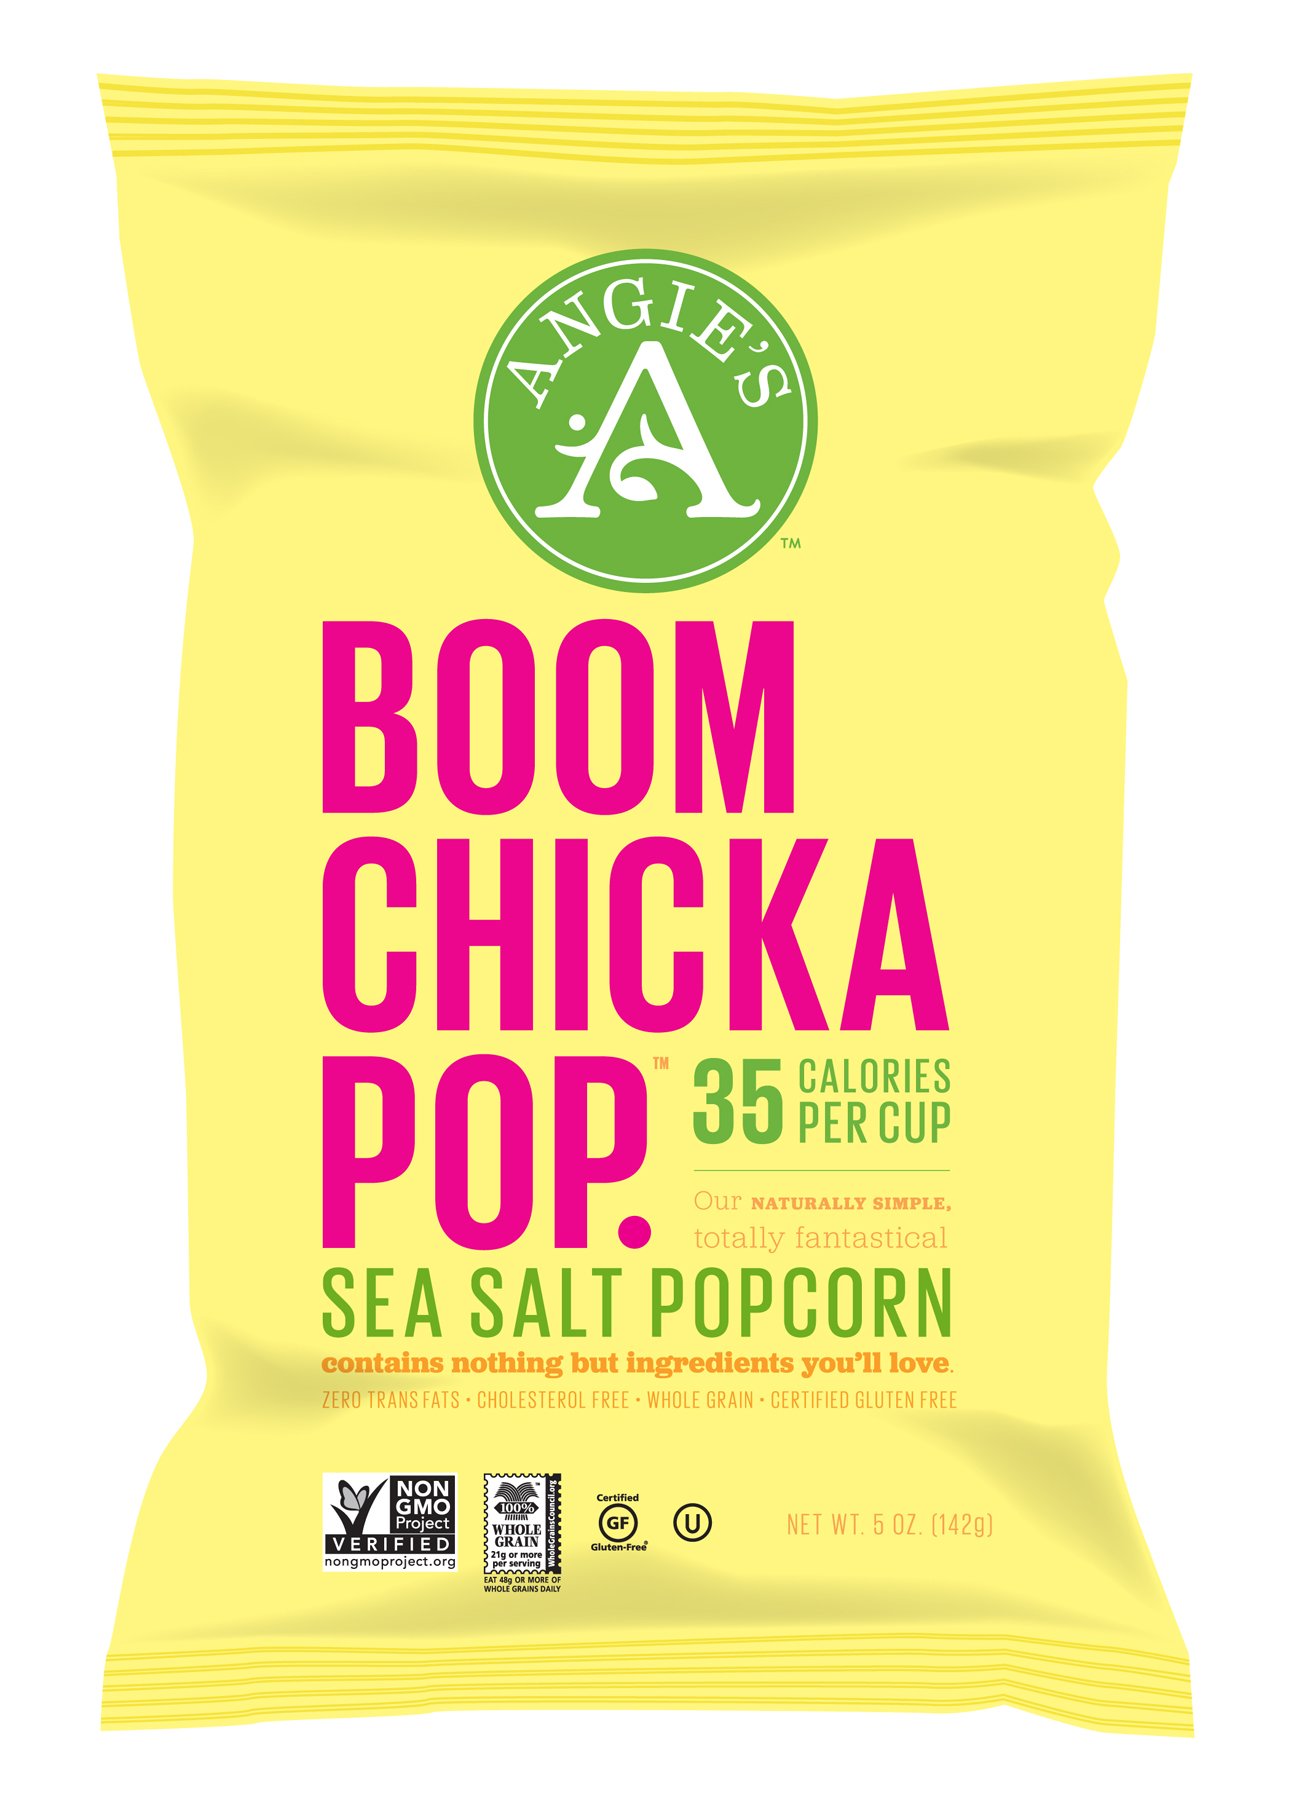 ANGIE'S
A
TM
BOOM
CHICKA
POP.™
35 CALORIES
PER CUP
Our NATURALLY SIMPLE,
totally fantastical
SEA SALT POPCORN
contains nothing but ingredients you'll love.
ZERO TRANS FATS • CHOLESTEROL FREE • WHOLE GRAIN • CERTIFIED GLUTEN FREE
NON
GMO
Project
VERIFIED
nongmoproject.org
100%
WHOLE
GRAIN
21g or more
per serving
WholeGrainsCouncil.org
EAT 48g OR MORE OF
WHOLE GRAINS DAILY
Certified
GF
Gluten-Free®
U
NET WT. 5 OZ. (142g)